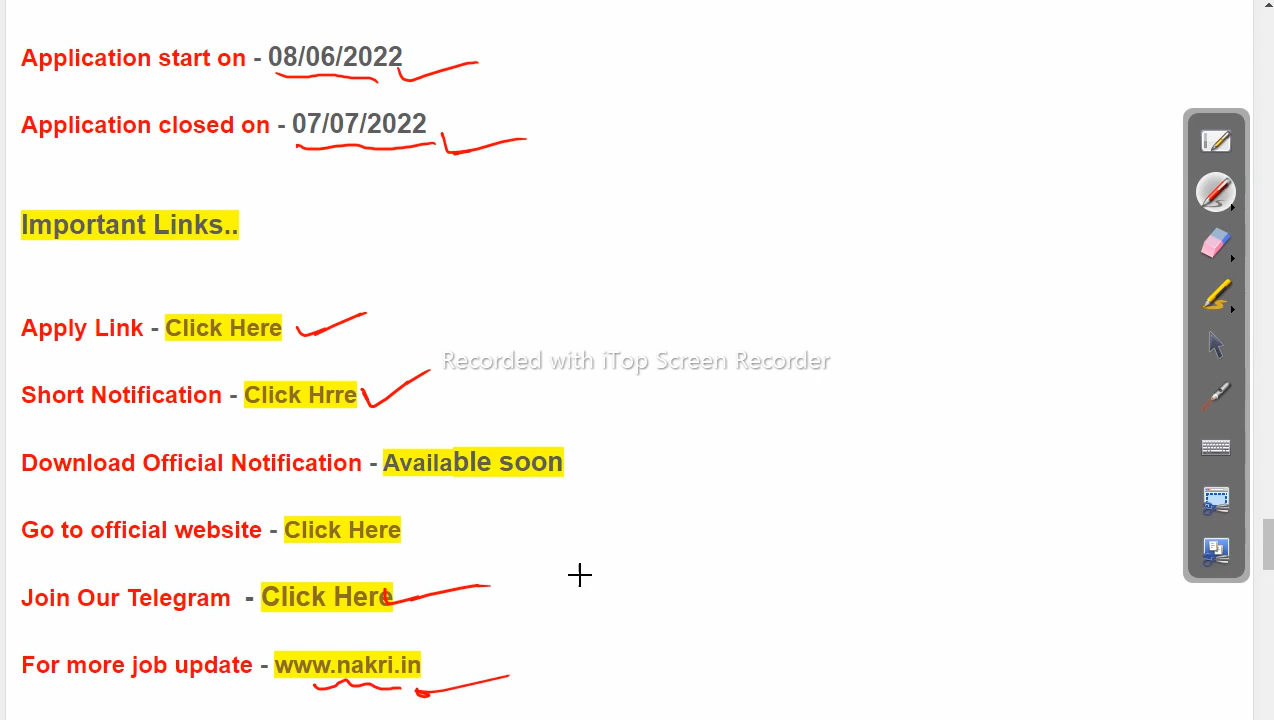 Application start on - 08/06/2022
Application closed on - 07/07/2022
Important Links..
Apply Link - Click Here
Recorded with iTop Screen Recorder
Short Notification - Click Hrre
Download Official Notification - Available soon
Go to official website - Click Here
Join Our Telegram - Click Here
For more job update - www.nakri.in